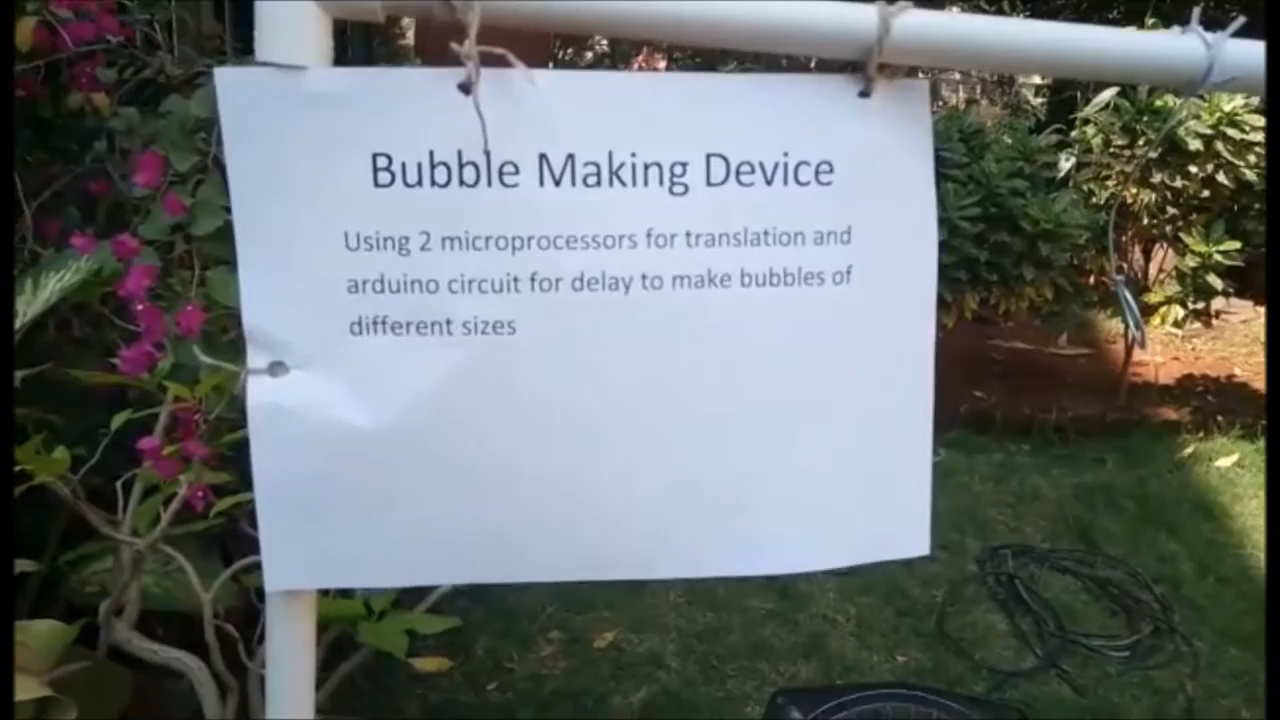 Bubble Making Device
Using 2 microprocessors for translation and
arduino circuit for delay to make bubbles of
different sizes